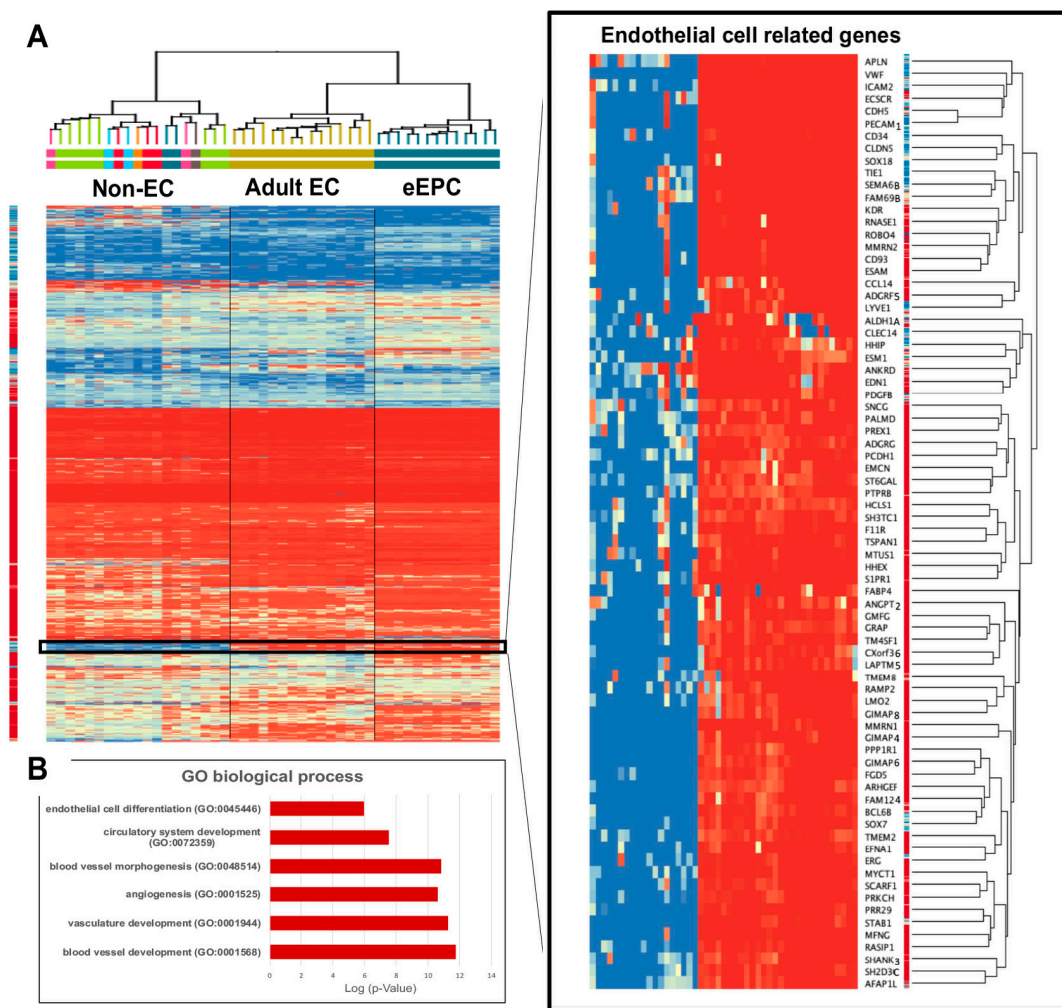 A
Non-EC
Adult EC
eEPC
B
GO biological process
endothelial cell differentiation (GO:0045446)
circulatory system development
(GO:0072359)
blood vessel morphogenesis (GO:0048514)
angiogenesis (GO:0001525)
vasculature development (GO:0001944)
blood vessel development (GO:0001568)
0 2 4 6 8 10 12 14
Log (p-Value)
Endothelial cell related genes
APLN
VWF
ICAM2
ECSCR
CDH5
PECAM1
CD34
CLDN5
SOX18
TIE1
SEMA6B
FAM69B
KDR
RNASE1
ROBO4
MMRN2
CD93
ESAM
CCL14
ADGRF5
LYVE1
ALDH1A
CLEC14
HHIP
ESM1
ANKRD
EDN1
PDGFB
SNCG
PALMD
PREX1
ADGRG
PCDH1
EMCN
ST6GAL
PTPRB
HCLS1
SH3TC1
F11R
TSPAN1
MTUS1
HHEX
S1PR1
FABP4
ANGPT2
GMFG
GRAP
TM4SF1
CXorf36
LAPTM5
TMEM8
RAMP2
LMO2
GIMAP8
MMRN1
GIMAP4
PPP1R1
GIMAP6
FGD5
ARHGEF
FAM124
BCL6B
SOX7
TMEM2
EFNA1
ERG
MYCT1
SCARF1
PRKCH
PRR29
STAB1
MFNG
RASIP1
SHANK3
SH2D3C
AFAP1L